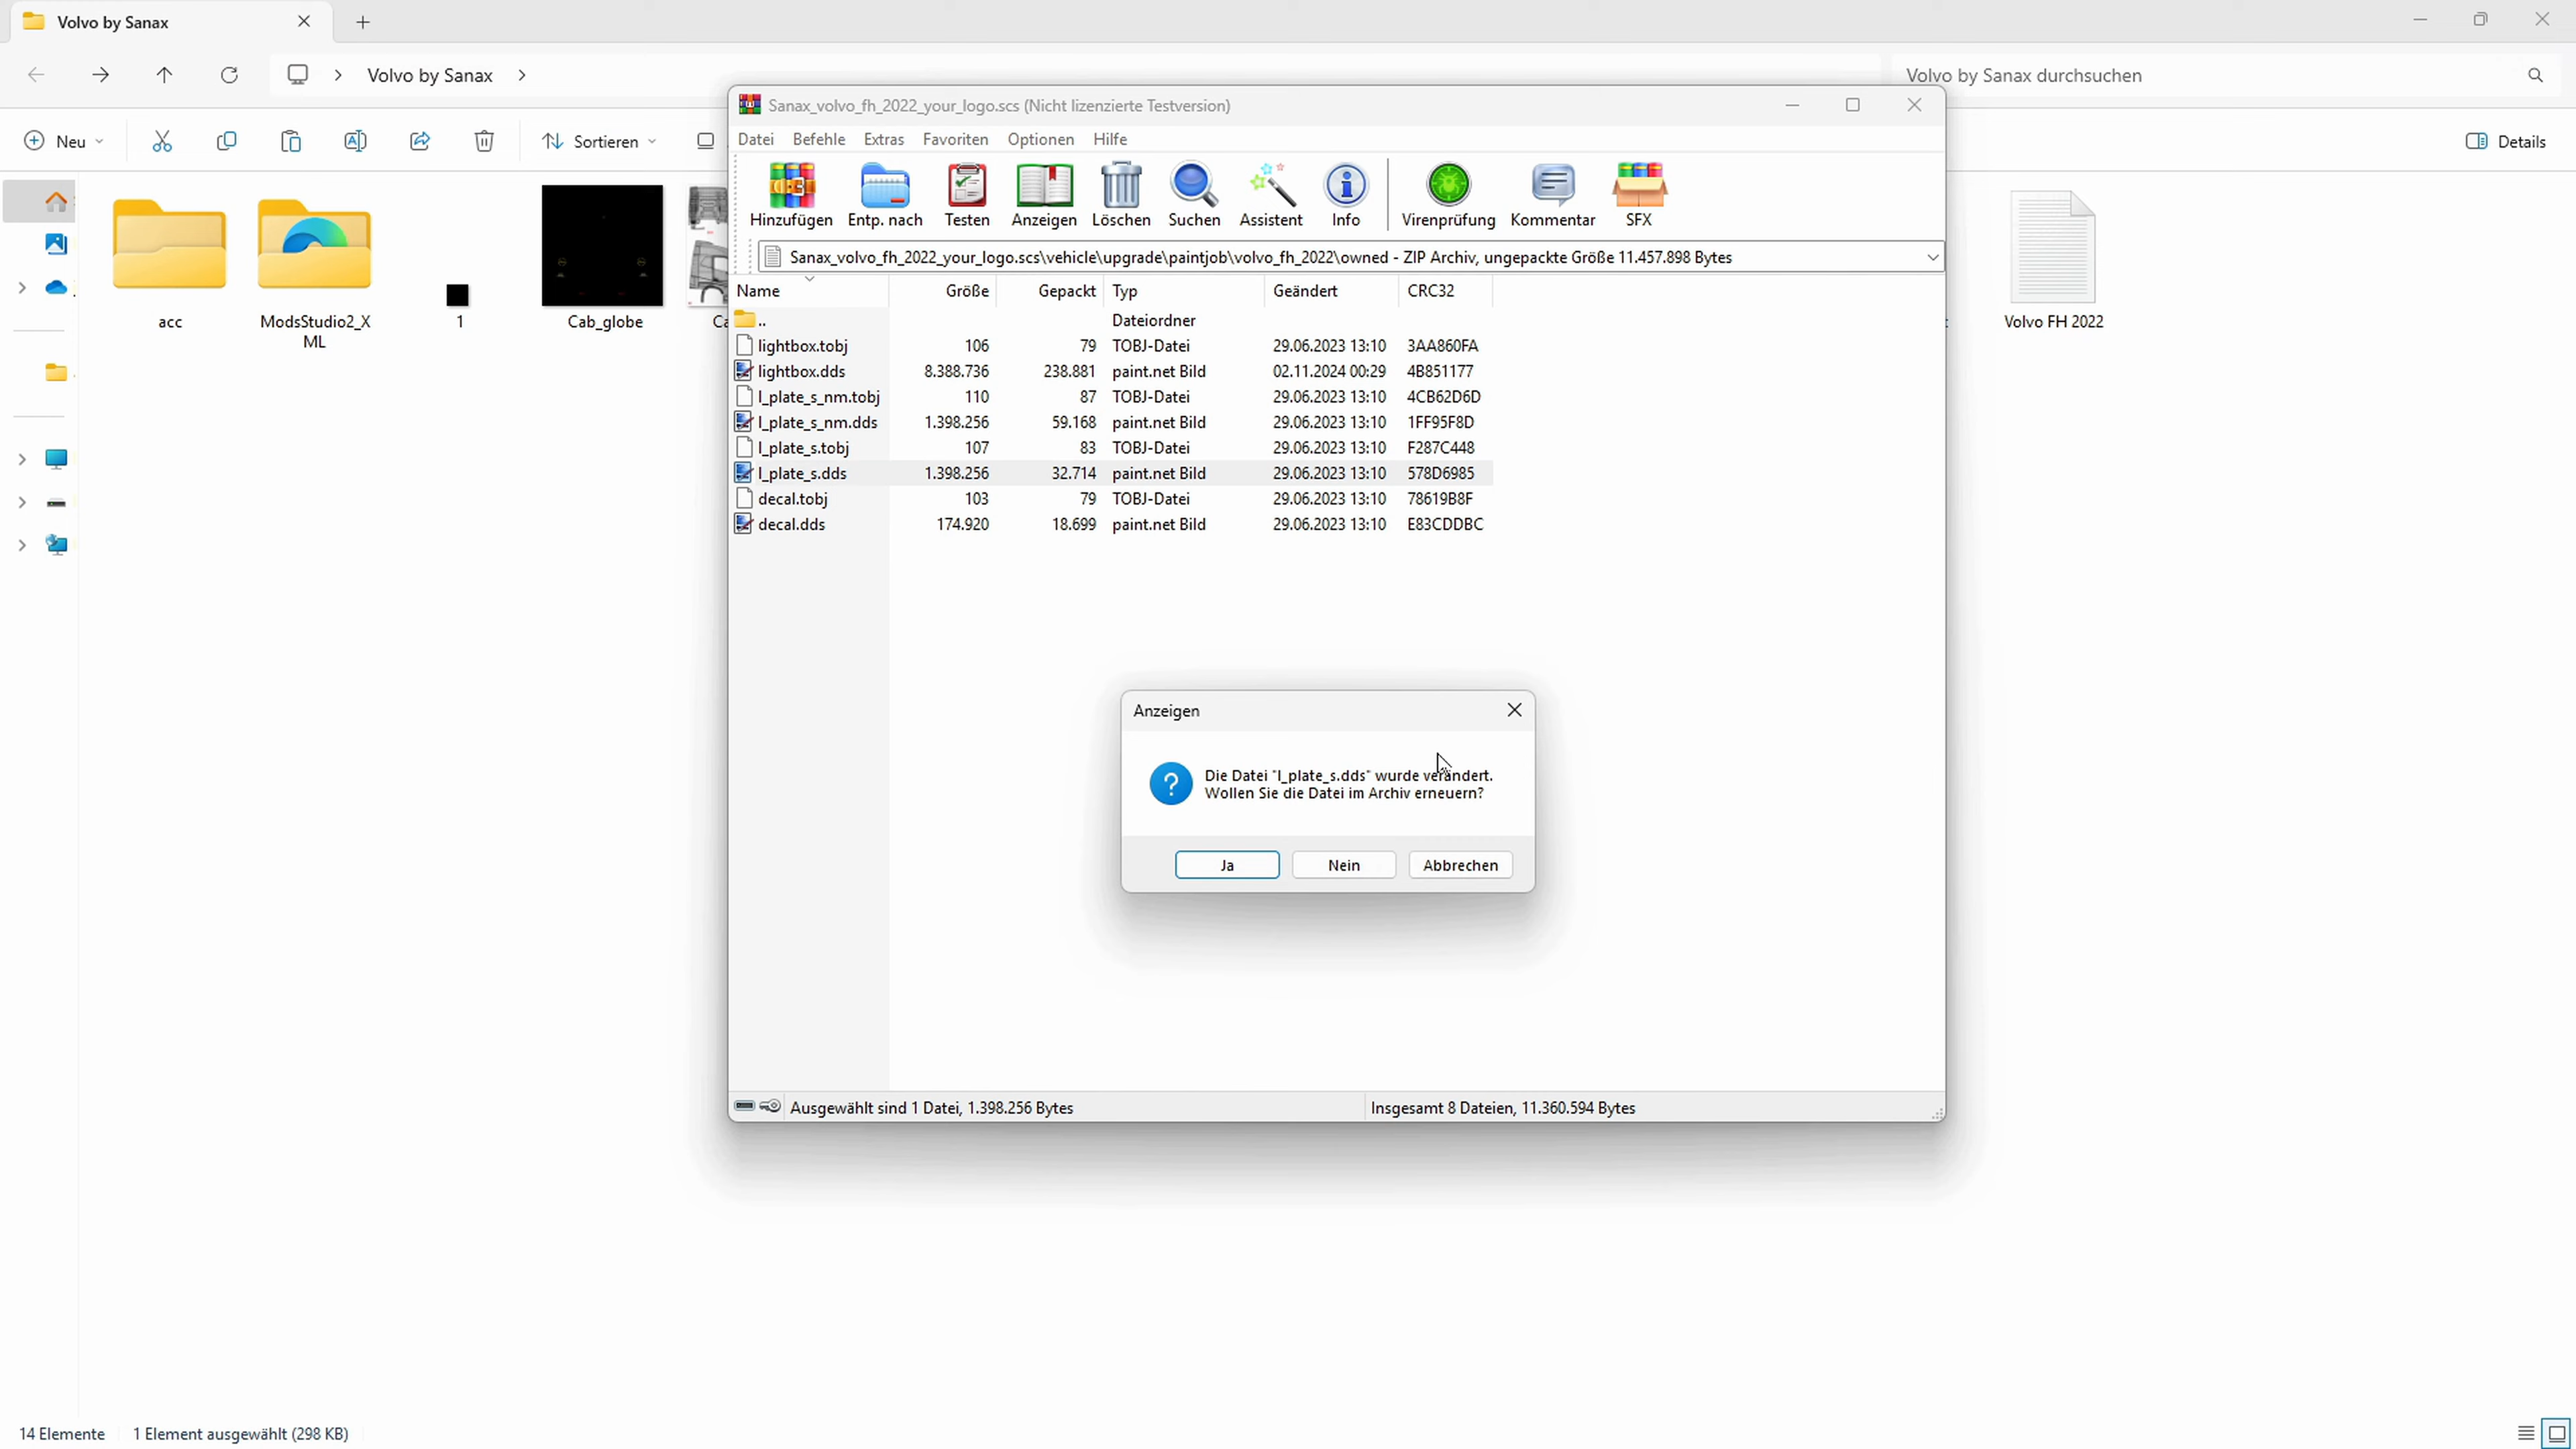 Volvo by Sanax
Volvo by Sanax
Volvo by Sanax durchsuchen
Neu
Sortieren
Details
acc
ModsStudio2_X
ML
1
Cab_globe
Ca
Volvo FH 2022
Sanax_volvo_fh_2022_your_logo.scs (Nicht lizenzierte Testversion)
Datei Befehle Extras Favoriten Optionen Hilfe
Hinzufügen Entp. nach Testen Anzeigen Löschen Suchen Assistent Info Virenprüfung Kommentar SFX
Sanax_volvo_fh_2022_your_logo.scs\vehicle\upgrade\paintjob\volvo_fh_2022\owned - ZIP Archiv, ungepackte Größe 11.457.898 Bytes
Name Größe Gepackt Typ Geändert CRC32
.. Dateiordner
lightbox.tobj 106 79 TOBJ-Datei 29.06.2023 13:10 3AA860FA
lightbox.dds 8.388.736 238.881 paint.net Bild 02.11.2024 00:29 4B851177
l_plate_s_nm.tobj 110 87 TOBJ-Datei 29.06.2023 13:10 4CB62D6D
l_plate_s_nm.dds 1.398.256 59.168 paint.net Bild 29.06.2023 13:10 1FF95F8D
l_plate_s.tobj 107 83 TOBJ-Datei 29.06.2023 13:10 F287C448
l_plate_s.dds 1.398.256 32.714 paint.net Bild 29.06.2023 13:10 578D6985
decal.tobj 103 79 TOBJ-Datei 29.06.2023 13:10 78619B8F
decal.dds 174.920 18.699 paint.net Bild 29.06.2023 13:10 E83CDDBC
Anzeigen
Die Datei "l_plate_s.dds" wurde verändert.
Wollen Sie die Datei im Archiv erneuern?
Ja Nein Abbrechen
Ausgewählt sind 1 Datei, 1.398.256 Bytes
Insgesamt 8 Dateien, 11.360.594 Bytes
14 Elemente 1 Element ausgewählt (298 KB)